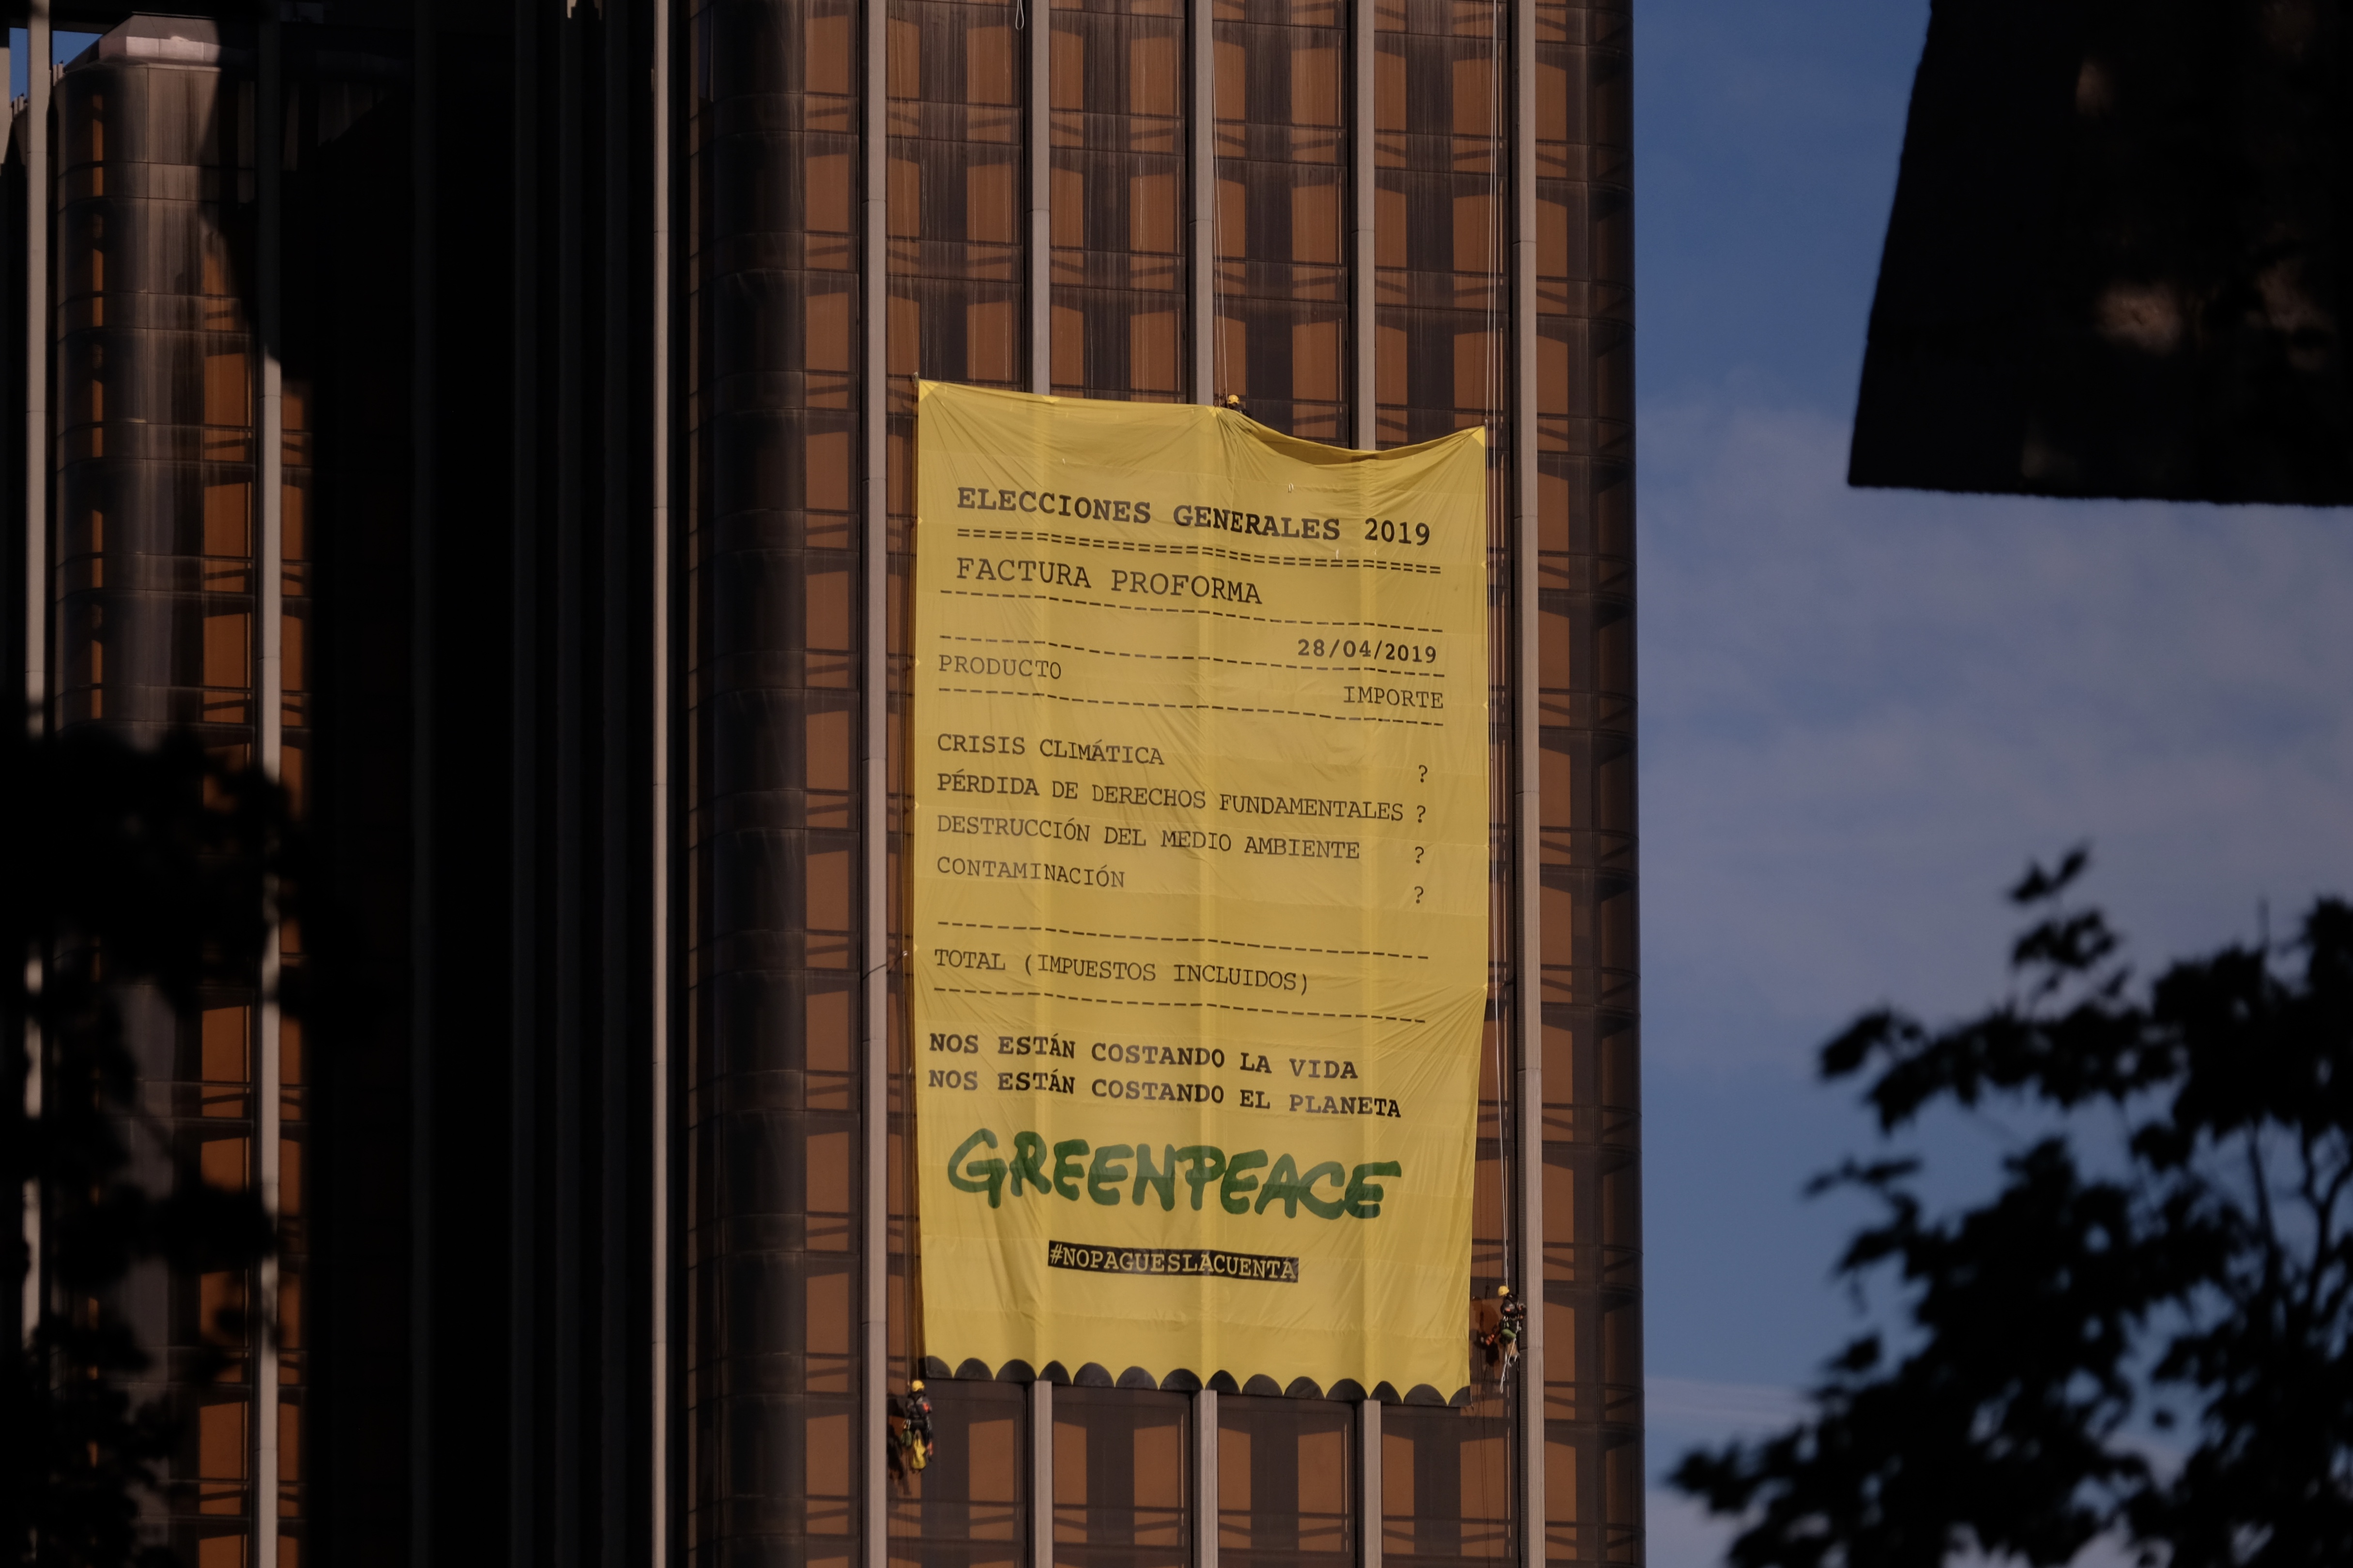 ELECCIONES GENERALES 2019
==============================
FACTURA PROFORMA
------------------------------
28/04/2019
------------------------------
PRODUCTO IMPORTE
------------------------------
CRISIS CLIMÁTICA ?
PÉRDIDA DE DERECHOS FUNDAMENTALES ?
DESTRUCCIÓN DEL MEDIO AMBIENTE ?
CONTAMINACIÓN ?
------------------------------
TOTAL (IMPUESTOS INCLUIDOS)
------------------------------
NOS ESTÁN COSTANDO LA VIDA
NOS ESTÁN COSTANDO EL PLANETA
GREENPEACE
#NOPAGUESLACUENTA